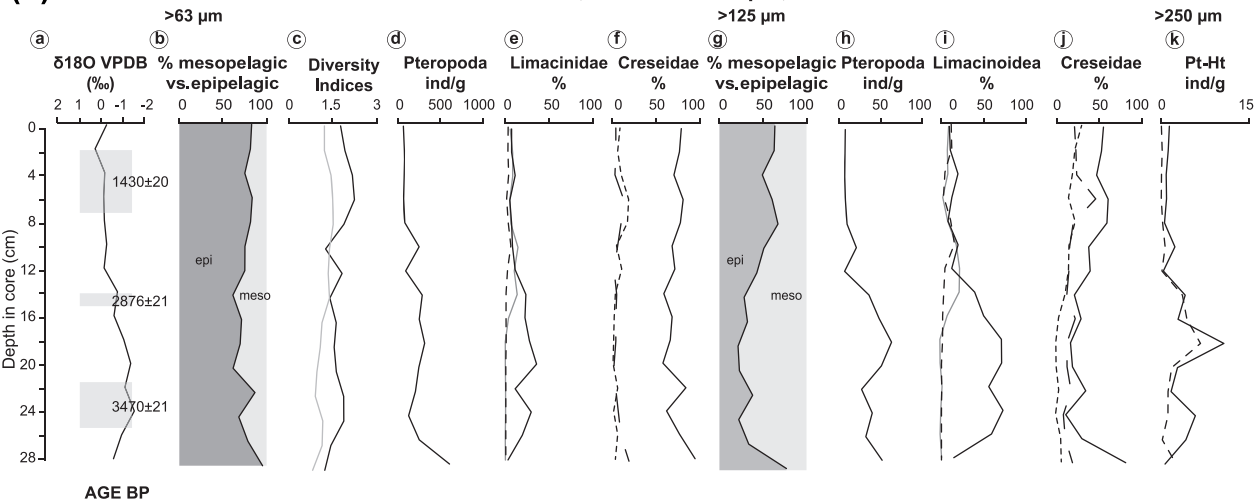 >63 µm >125 µm >250 µm
a b c d e f g h i j k
δ18O VPDB % mesopelagic Diversity Pteropoda Limacinidae Creseidae % mesopelagic Pteropoda Limacinoidea Creseidae Pt-Ht
(‰) vs.epipelagic Indices ind/g % % vs.epipelagic ind/g % % ind/g
2 1 0 -1 -2 0 50 100 0 1.5 3 0 500 1000 0 50 100 0 50 100 0 50 100 0 50 100 0 50 100 0 50 100 0 15
0
4
1430±20
8
epi epi
12
2876±21 meso meso
16
20
24
3470±21
28
Depth in core (cm)
AGE BP